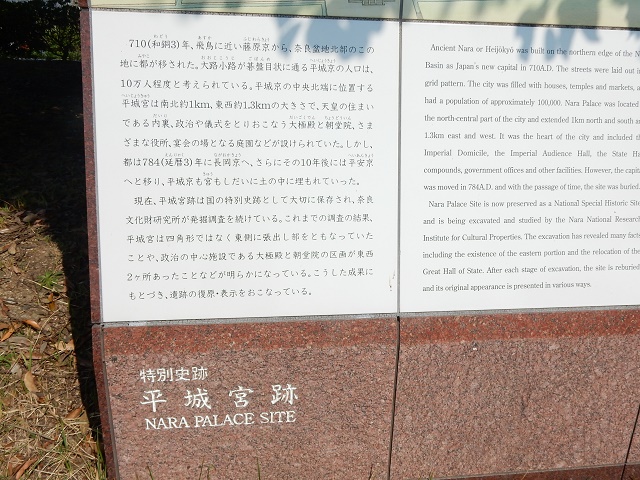 710(和銅3)年、飛鳥に近い藤原京から、奈良盆地北部のこの
地に都が移された。大路小路が碁盤目状に通る平城京の人口は、
10万人程度と考えられている。平城京の中央北端に位置する
平城宮は南北約1km、東西約1.3kmの大きさで、天皇の住まい
である内裏、政治や儀式をとりおこなう大極殿と朝堂院、さま
ざまな役所、宴会の場となる庭園などが設けられていた。しかし、
都は784(延暦3)年に長岡京へ、さらにその10年後には平安京
へと移り、平城京も宮もしだいに土の中に埋もれていった。
現在、平城宮跡は国の特別史跡として大切に保存され、奈良
文化財研究所が発掘調査を続けている。これまでの調査の結果、
平城宮は四角形ではなく東側に張出し部をともなっていた
ことや、政治の中心施設である大極殿と朝堂院の区画が東西
2ヶ所あったことなどが明らかになっている。こうした成果に
もとづき、遺跡の復原・表示をおこなっている。
Ancient Nara or Heijōkyō was built on the northern edge of the
Basin as Japan's new capital in 710A.D. The streets were laid out
grid pattern. The city was filled with houses, temples and markets,
had a population of approximately 100,000. Nara Palace was located
the north-central part of the city and extended 1km north and south
1.3km east and west. It was the heart of the city and included
Imperial Domicile, the Imperial Audience Hall, the State
compounds, government offices and other facilities. However, the
was moved in 784A.D. and with the passage of time, the site was buried.
Nara Palace Site is now preserved as a National Special Historic
and is being excavated and studied by the Nara National
Institute for Cultural Properties. The excavation has revealed many
including the existence of the eastern portion and the relocation of the
Great Hall of State. After each stage of excavation, the site is
and its original appearance is presented in various ways.
特別史跡
平城宮跡
NARA PALACE SITE